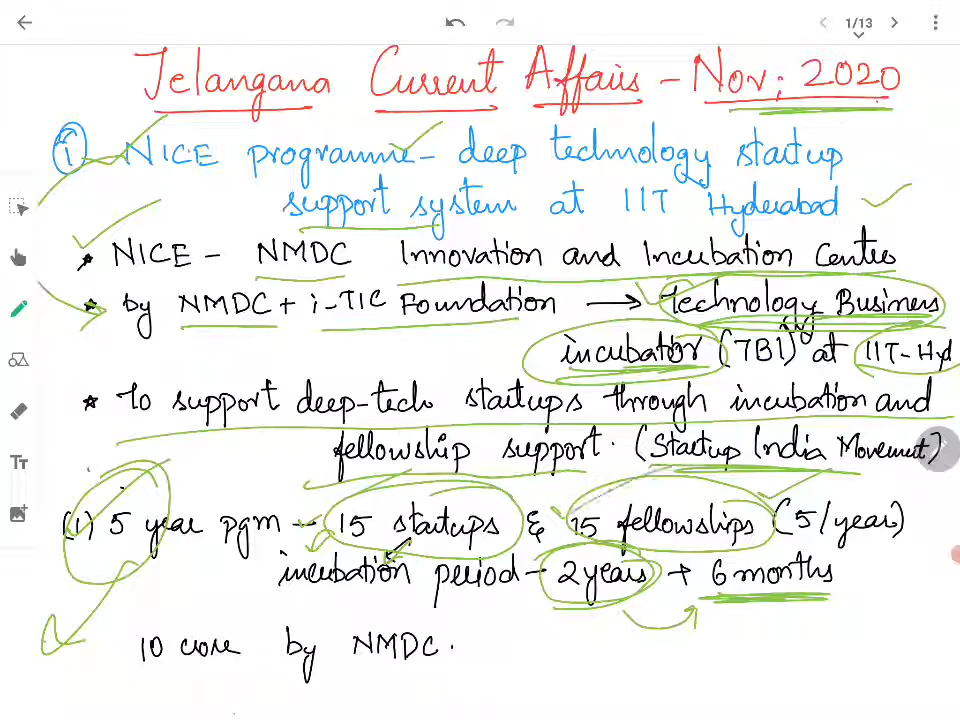 1/13
Telangana Current Affairs - Nov; 2020
(1) NICE programme - deep technology startup
support system at IIT Hyderabad
* NICE - NMDC Innovation and Incubation Centre
* by NMDC + i-TIC Foundation → technology Business
incubator (TBI) at IIT-Hyd
* To support deep-tech startups through incubation and
fellowship support. (Startup India Movement)
(1) 5 year pgm - 15 startups & 15 fellowships (5/year)
incubation period - 2 years + 6 months
10 crore by NMDC.
TT